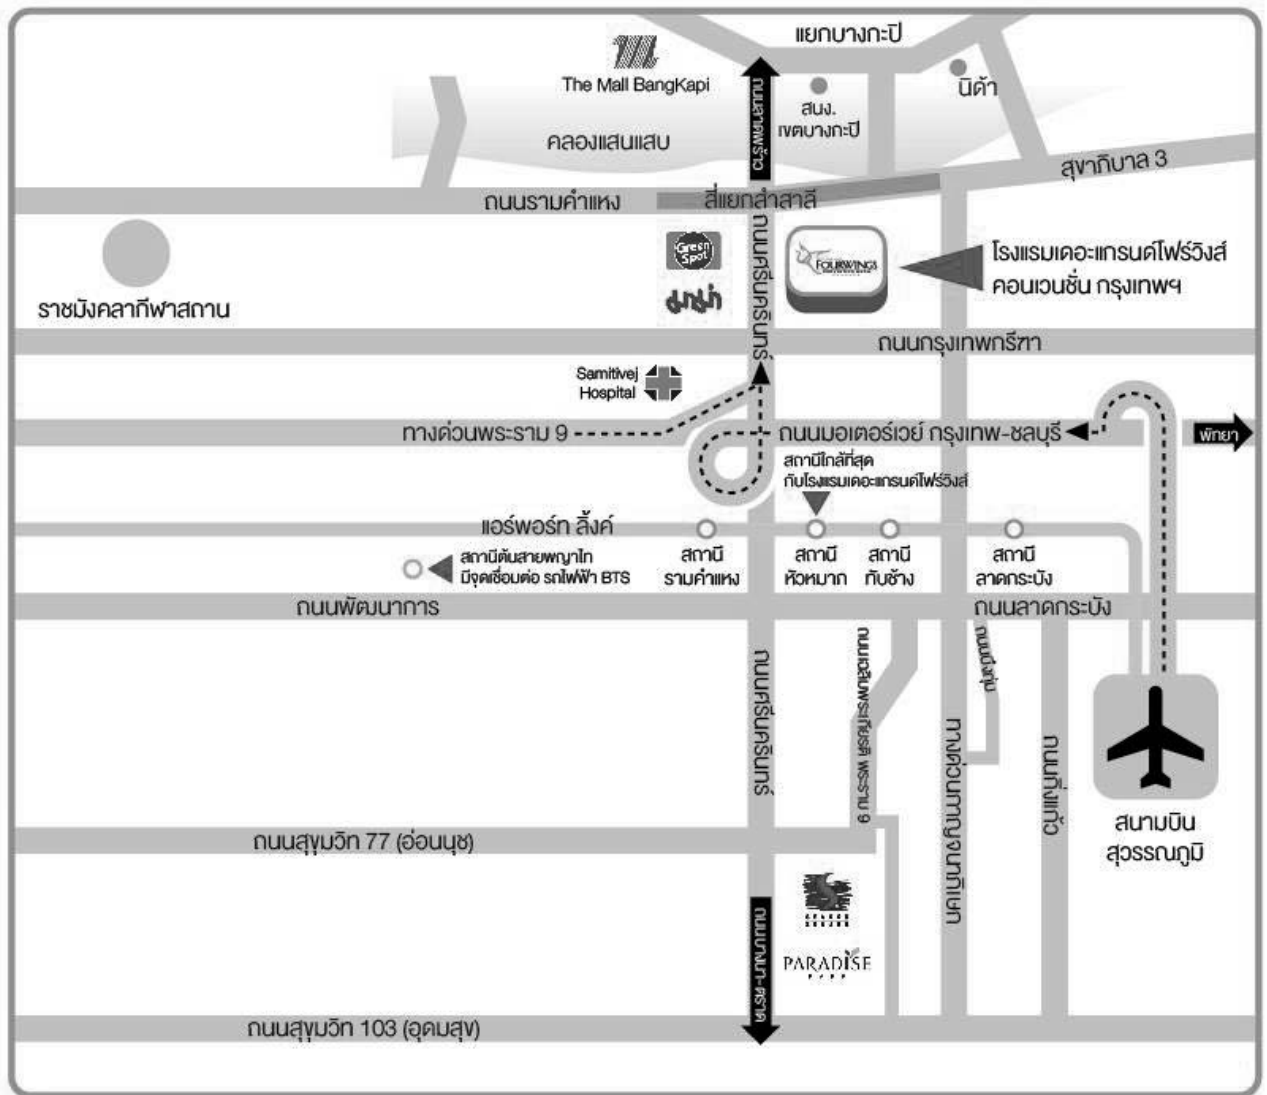 แยกบางกะปิ
The Mall BangKapi
นิด้า
สนง.
เขตบางกะปิ
ถนนลาดพร้าว
คลองแสนแสบ
สุขาภิบาล 3
ถนนรามคำแหง
สี่แยกลำสาลี
Green
Spot
FOURWINGS
ถนนศรีนครินทร์
โรงแรมเดอะแกรนด์โฟร์วิงส์
คอนเวนชั่น กรุงเทพฯ
ราชมังคลากีฬาสถาน
ถนนกรุงเทพกรีฑา
Samitivej
Hospital
ทางด่วนพระราม 9
ถนนมอเตอร์เวย์ กรุงเทพ-ชลบุรี
พัทยา
สถานีใกล้ที่สุด
กับโรงแรมเดอะแกรนด์โฟร์วิงส์
แอร์พอร์ท ลิ้งค์
สถานีต้นสายพญาไท
มีจุดเชื่อมต่อ รถไฟฟ้า BTS
สถานี
รามคำแหง
สถานี
หัวหมาก
สถานี
ทับช้าง
สถานี
ลาดกระบัง
ถนนพัฒนาการ
ถนนลาดกระบัง
ถนนศรีนครินทร์
ถนนเฉลิมพระเกียรติ พระราม 9
ทางด่วนกาญจนาภิเษก
ถนนกิ่งแก้ว
สนามบิน
สุวรรณภูมิ
ถนนสุขุมวิท 77 (อ่อนนุช)
PARADISE
PARK
ถนนบางนา-ตราด
ถนนสุขุมวิท 103 (อุดมสุข)